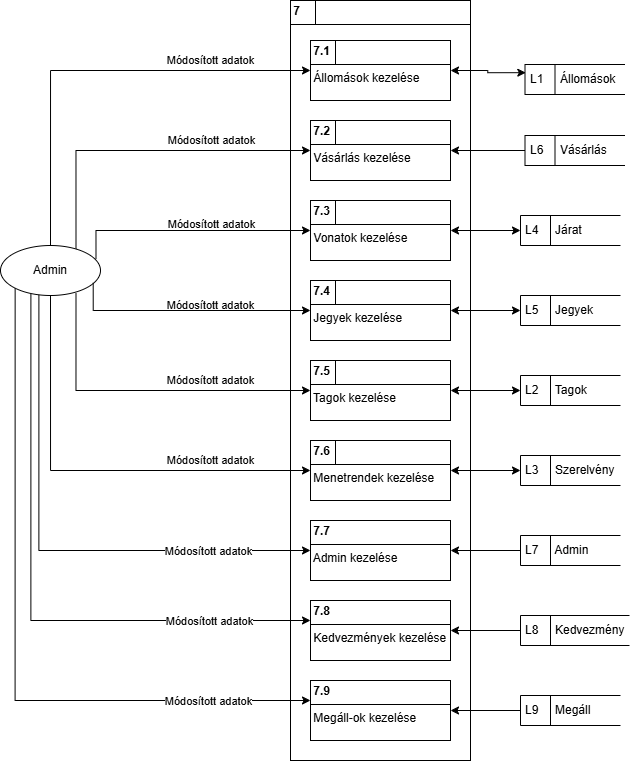 7
7.1
Módosított adatok
Állomások kezelése
L1 Állomások
7.2
Módosított adatok
Vásárlás kezelése
L6 Vásárlás
7.3
Módosított adatok
Vonatok kezelése
L4 Járat
Admin
7.4
Módosított adatok
Jegyek kezelése
L5 Jegyek
7.5
Módosított adatok
Tagok kezelése
L2 Tagok
7.6
Módosított adatok
Menetrendek kezelése
L3 Szerelvény
7.7
Módosított adatok
Admin kezelése
L7 Admin
7.8
Módosított adatok
Kedvezmények kezelése
L8 Kedvezmény
7.9
Módosított adatok
Megáll-ok kezelése
L9 Megáll